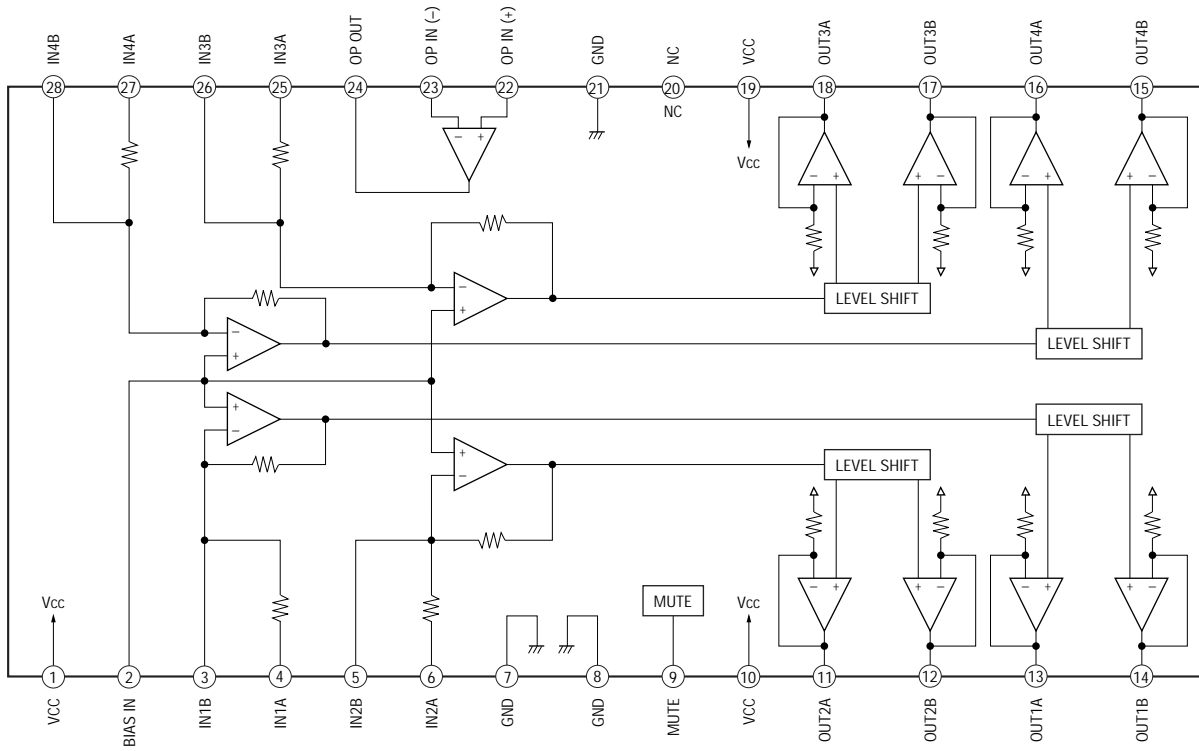 IN4B
IN4A
IN3B
IN3A
OP OUT
OP IN (−)
OP IN (+)
GND
NC
VCC
OUT3A
OUT3B
OUT4A
OUT4B
28
27
26
25
24
23
22
21
20
19
18
17
16
15
NC
− +
Vcc
− +
+ −
− +
+ −
−
+
LEVEL SHIFT
−
+
LEVEL SHIFT
+
−
LEVEL SHIFT
+
−
LEVEL SHIFT
− +
+ −
− +
+ −
Vcc
MUTE
Vcc
1
2
3
4
5
6
7
8
9
10
11
12
13
14
VCC
BIAS IN
IN1B
IN1A
IN2B
IN2A
GND
GND
MUTE
VCC
OUT2A
OUT2B
OUT1A
OUT1B